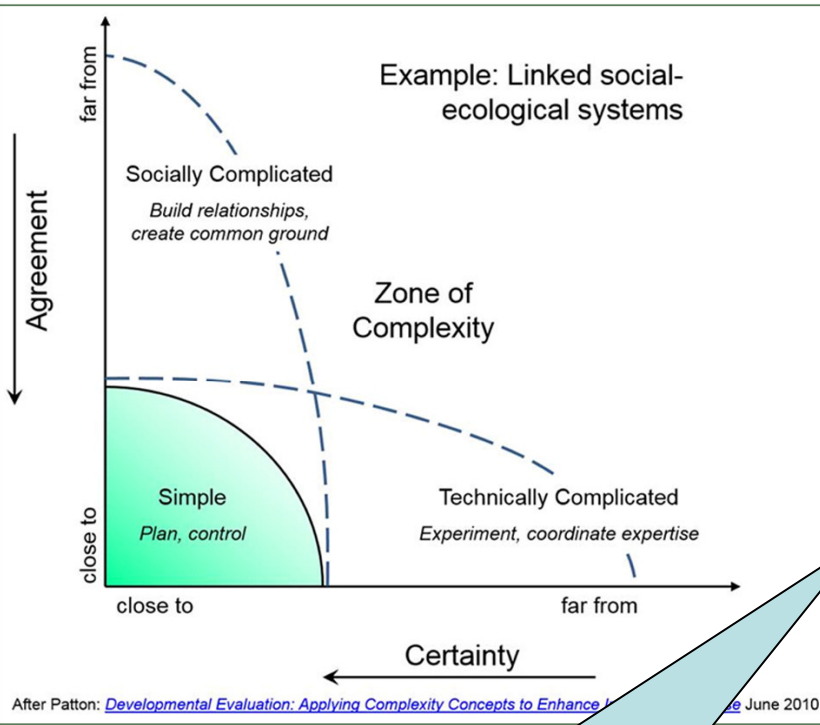 far from
Example: Linked social-
ecological systems
Socially Complicated
Build relationships,
create common ground
Agreement
Zone of
Complexity
Simple
Plan, control
Technically Complicated
Experiment, coordinate expertise
close to
close to
far from
Certainty
After Patton: Developmental Evaluation: Applying Complexity Concepts to Enhance June 2010